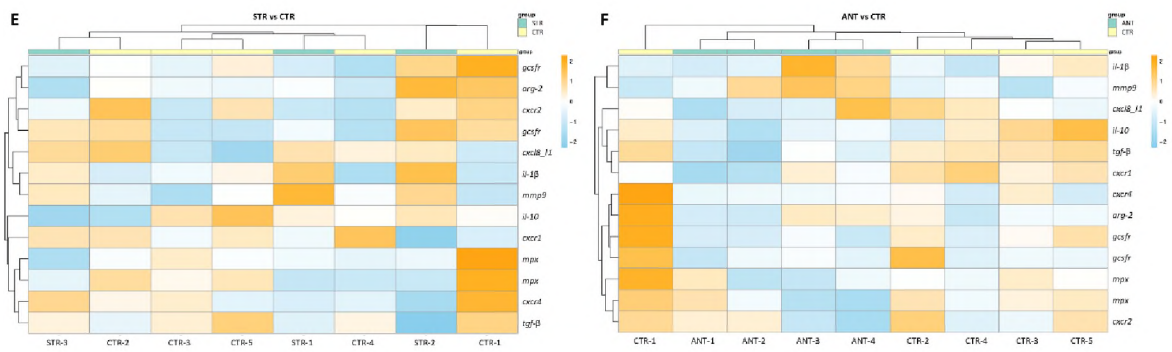 E
STR vs CTR
group
STR
CTR
group
gcsfr
arg-2
cxcr2
gcsfr
cxcl8_l1
il-1β
mmp9
il-10
cxcr1
mpx
mpx
cxcr4
tgf-β
2
1
0
-1
-2
STR-3 CTR-2 CTR-3 CTR-5 STR-1 CTR-4 STR-2 CTR-1
F
ANT vs CTR
group
ANT
CTR
group
il-1β
mmp9
cxcl8_l1
il-10
tgf-β
cxcr1
cxcr4
arg-2
gcsfr
gcsfr
mpx
mpx
cxcr2
2
1
0
-1
-2
CTR-1 ANT-1 ANT-2 ANT-3 ANT-4 CTR-2 CTR-4 CTR-3 CTR-5